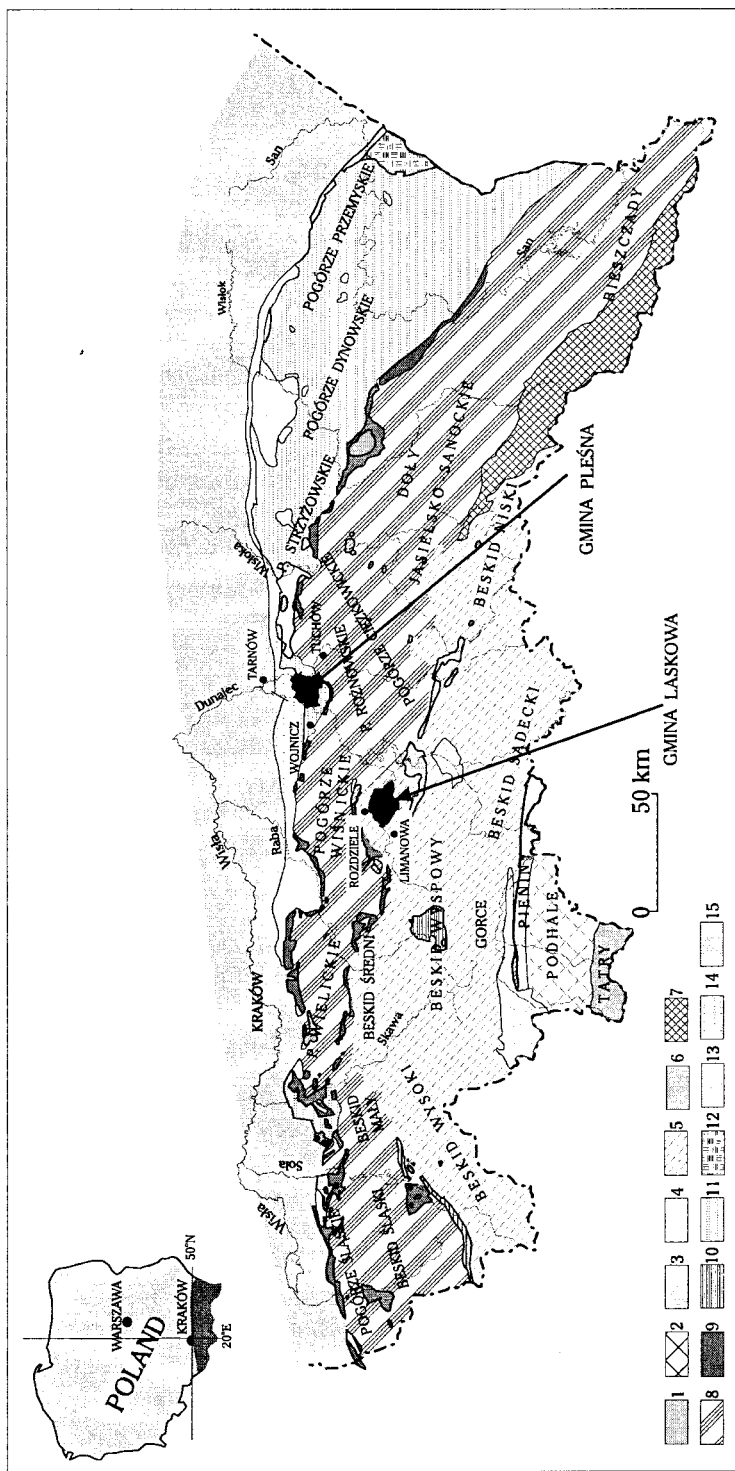 POLAND
WARSZAWA
KRAKÓW
50°N
20°E
San
Wisłok
POGÓRZE PRZEMYSKIE
POGÓRZE DYNOWSKIE
STRZYŻOWSKIE
Wisłoka
TARNÓW
Dunajec
TUCHÓW
WOJNICZ
Raba
Wisła
KRAKÓW
Soła
Wisła
POGÓRZE ŚLĄSKIE
BESKID ŚLĄSKI
BESKID
MAŁY
P. WIELICKIE
BESKID ŚREDNI
Skawa
POGÓRZE
WIŚNICKIE
ROZDZIELE
LIMANOWA
P. ROŻNOWSKIE
POGÓRZE CIĘŻKOWICKIE
DOŁY
JASIELSKO SANOCKIE
San
BIESZCZADY
BESKID NISKI
BESKID SĄDECKI
BESKID WYSPOWY
BESKID WYSOKI
GORCE
PIENINY
PODHALE
TATRY
GMINA PLEŚNA
GMINA LASKOWA
0 50 km
1 2 3 4 5 6 7
8 9 10 11 12 13 14 15